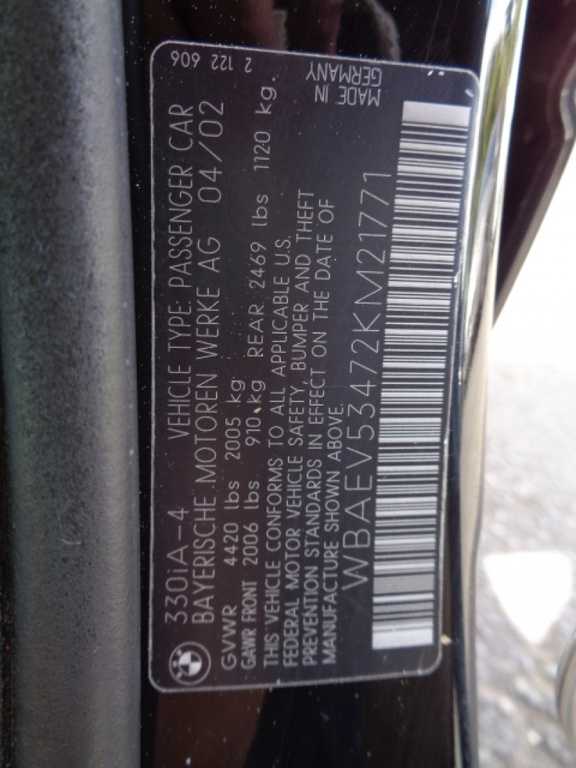 330iA-4 VEHICLE TYPE: PASSENGER CAR 2 122 606
BAYERISCHE MOTOREN WERKE AG 04/02
GVWR 4420 lbs 2005 kg
GAWR FRONT 2006 lbs 910 kg REAR 2469 lbs 1120 kg.
THIS VEHICLE CONFORMS TO ALL APPLICABLE U.S.
FEDERAL MOTOR VEHICLE SAFETY, BUMPER AND THEFT
PREVENTION STANDARDS IN EFFECT ON THE DATE OF
MANUFACTURE SHOWN ABOVE.
MADE IN
GERMANY
WBAEV53472KM21771
BMW